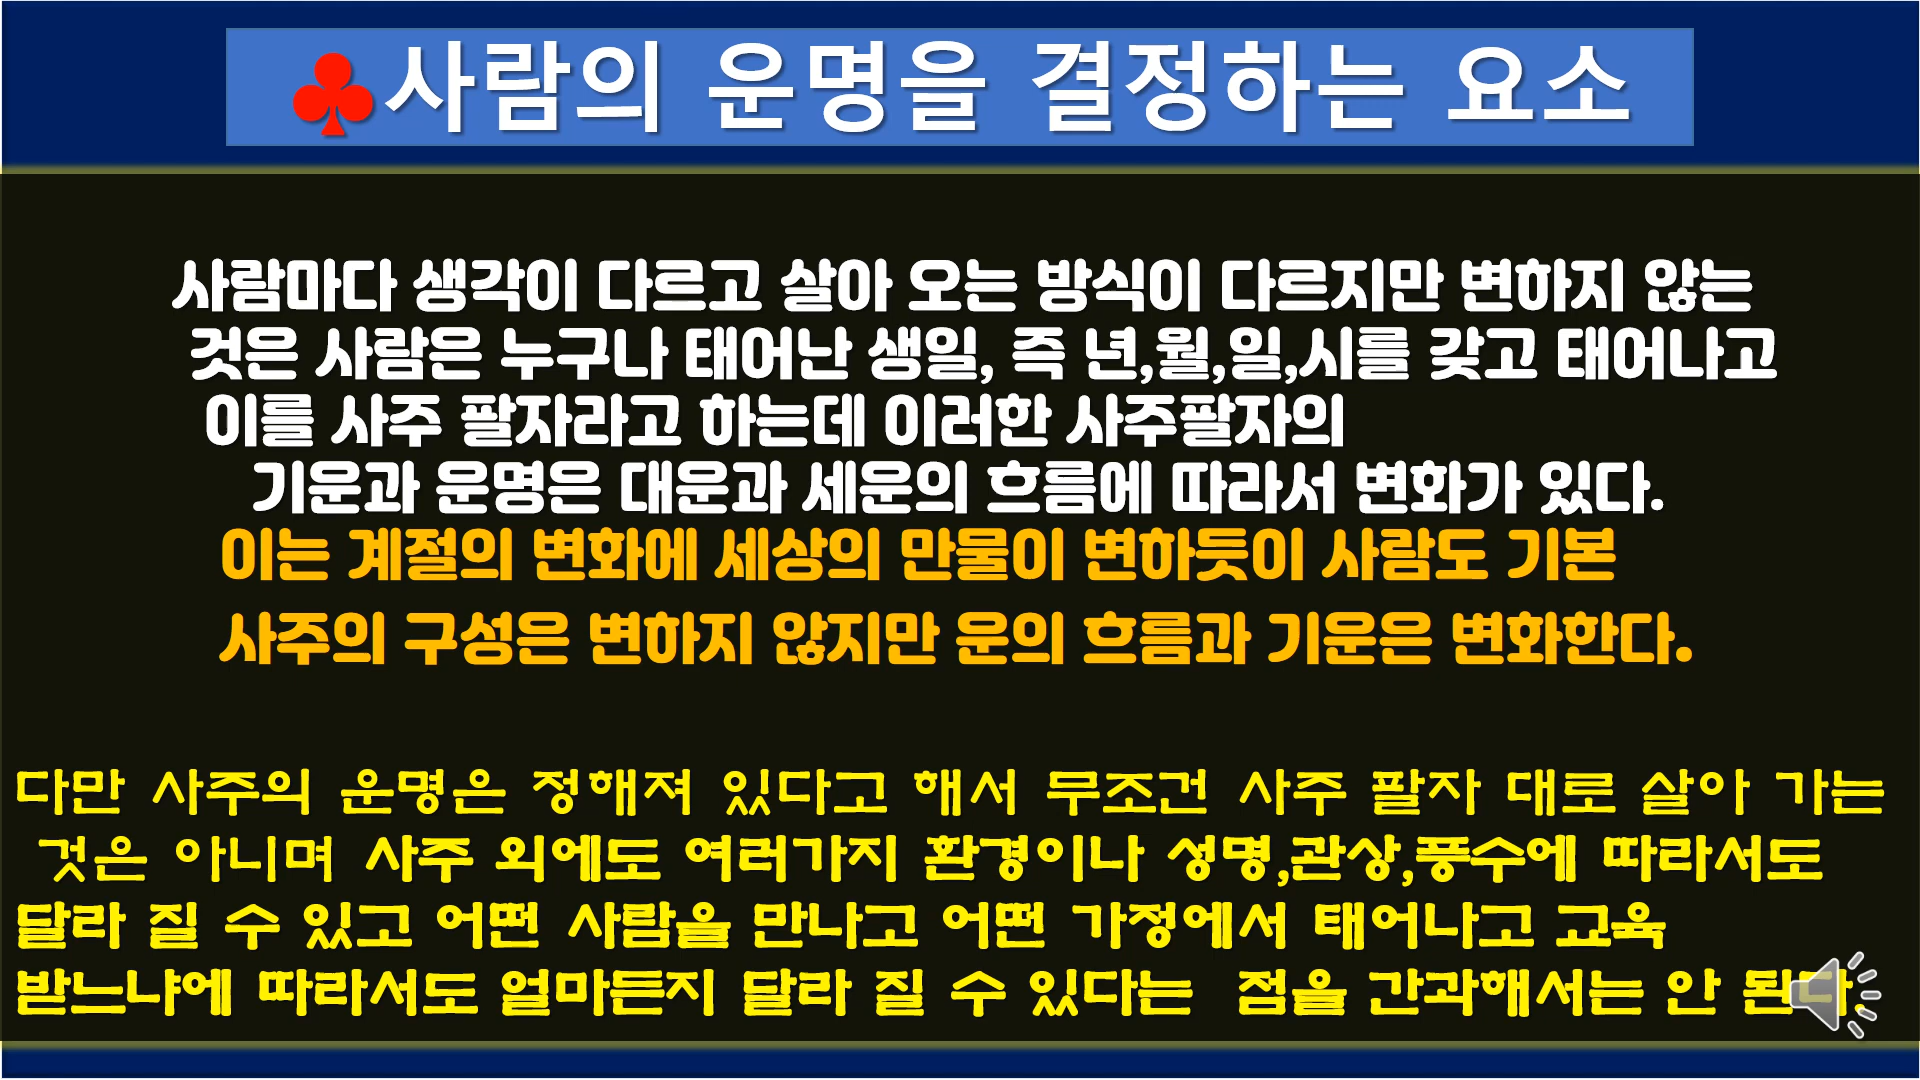 ♣사람의 운명을 결정하는 요소
사람마다 생각이 다르고 살아 오는 방식이 다르지만 변하지 않는
것은 사람은 누구나 태어난 생일, 즉 년,월,일,시를 갖고 태어나고
이를 사주 팔자라고 하는데 이러한 사주팔자의
기운과 운명은 대운과 세운의 흐름에 따라서 변화가 있다.
이는 계절의 변화에 세상의 만물이 변하듯이 사람도 기본
사주의 구성은 변하지 않지만 운의 흐름과 기운은 변화한다.
다만 사주의 운명은 정해져 있다고 해서 무조건 사주 팔자 대로 살아 가는
것은 아니며 사주 외에도 여러가지 환경이나 성명,관상,풍수에 따라서도
달라 질 수 있고 어떤 사람을 만나고 어떤 가정에서 태어나고 교육
받느냐에 따라서도 얼마든지 달라 질 수 있다는 점을 간과해서는 안 된다.